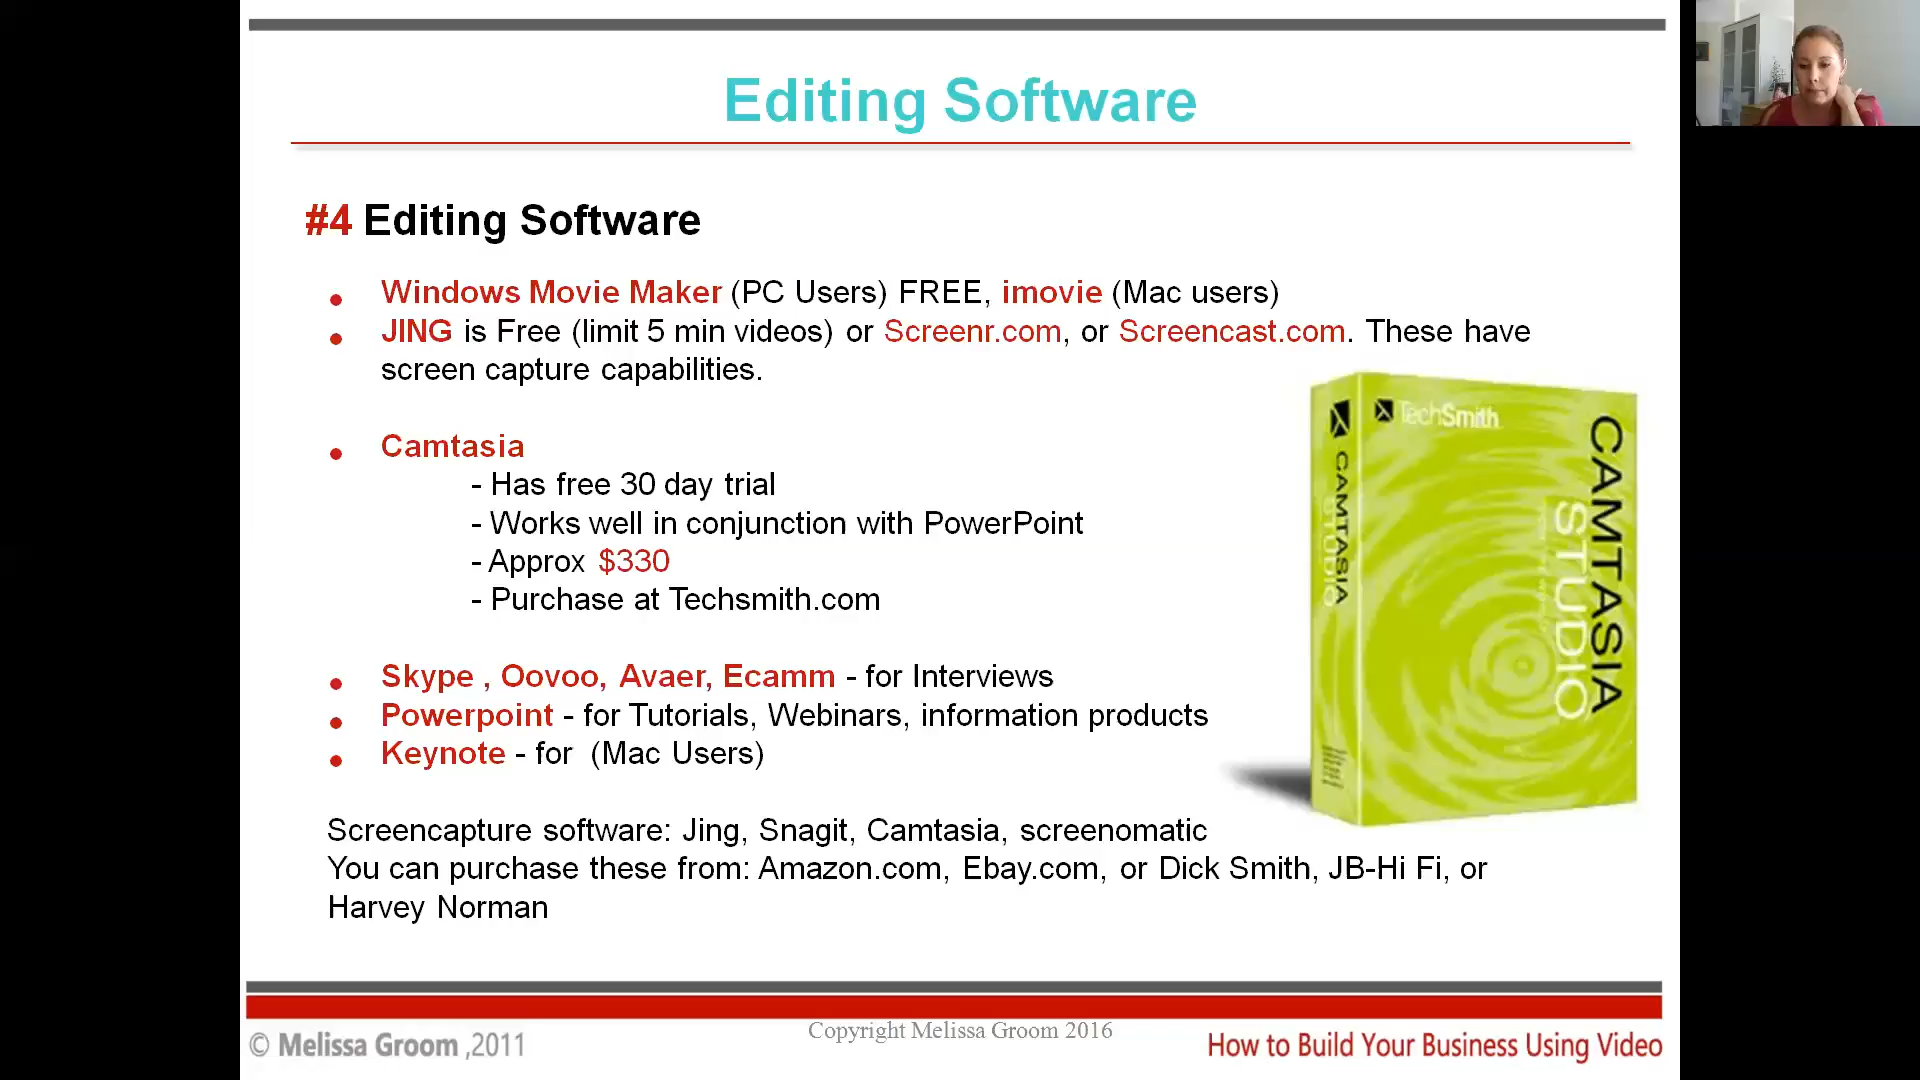 Editing Software
#4 Editing Software
• Windows Movie Maker (PC Users) FREE, imovie (Mac users)
• JING is Free (limit 5 min videos) or Screenr.com, or Screencast.com. These have
screen capture capabilities.
• Camtasia
- Has free 30 day trial
- Works well in conjunction with PowerPoint
- Approx $330
- Purchase at Techsmith.com
• Skype , Oovoo, Avaer, Ecamm - for Interviews
• Powerpoint - for Tutorials, Webinars, information products
• Keynote - for (Mac Users)
TechSmith
CAMTASIA
STUDIO
CAMTASIA
STUDIO
Screencapture software: Jing, Snagit, Camtasia, screenomatic
You can purchase these from: Amazon.com, Ebay.com, or Dick Smith, JB-Hi Fi, or
Harvey Norman
© Melissa Groom ,2011
Copyright Melissa Groom 2016
How to Build Your Business Using Video